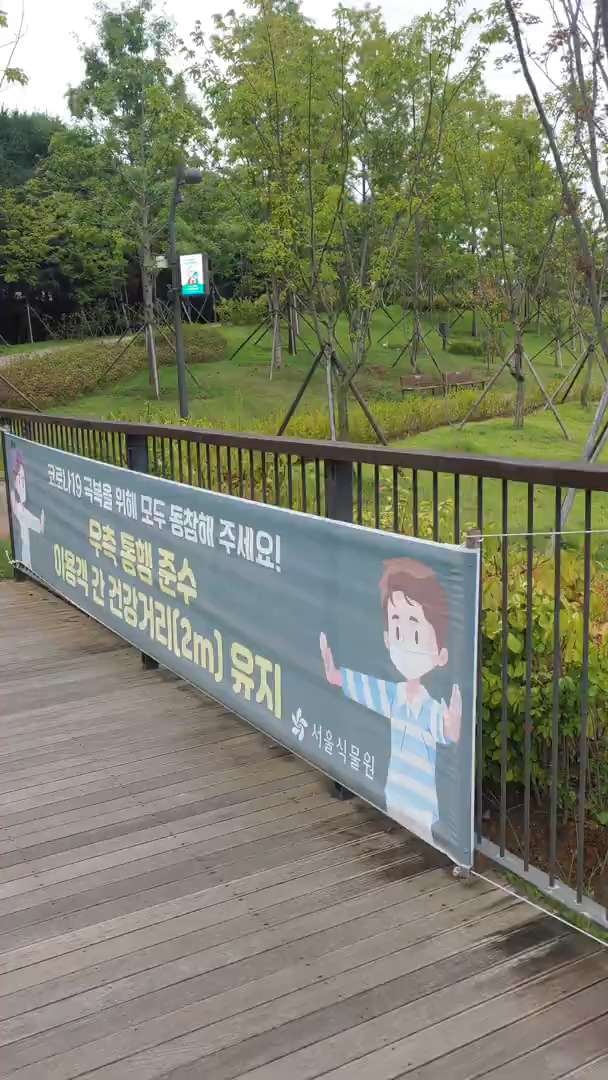 코로나19 극복을 위해 모두 동참해 주세요!
우측 통행 준수
이용객 간 건강거리(2m) 유지
서울식물원